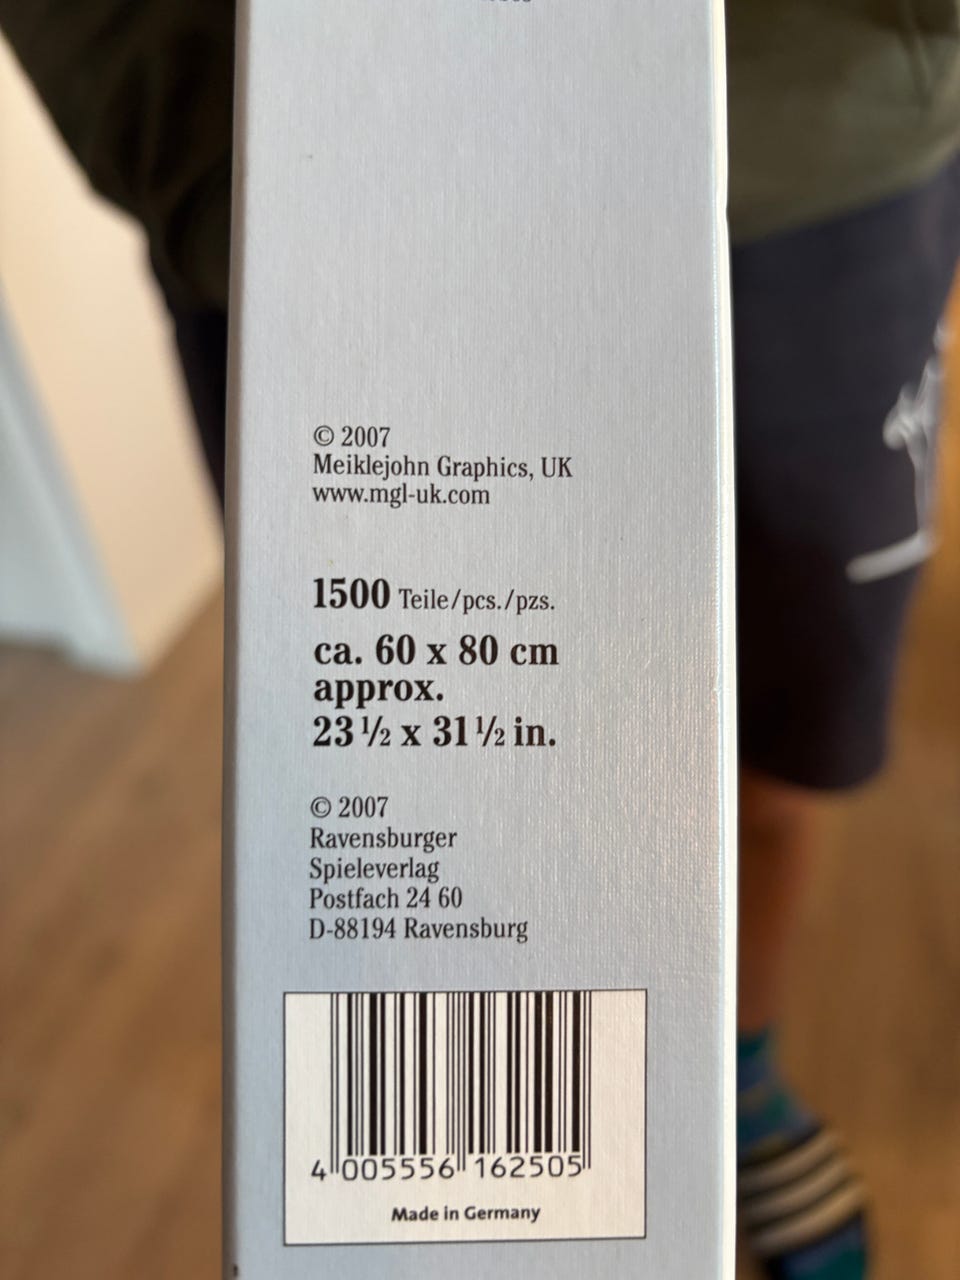 © 2007
Meiklejohn Graphics, UK
www.mgl-uk.com
1500 Teile/pcs./pzs.
ca. 60 x 80 cm
approx.
23 ½ x 31 ½ in.
© 2007
Ravensburger
Spieleverlag
Postfach 24 60
D-88194 Ravensburg
4 005556 162505
Made in Germany